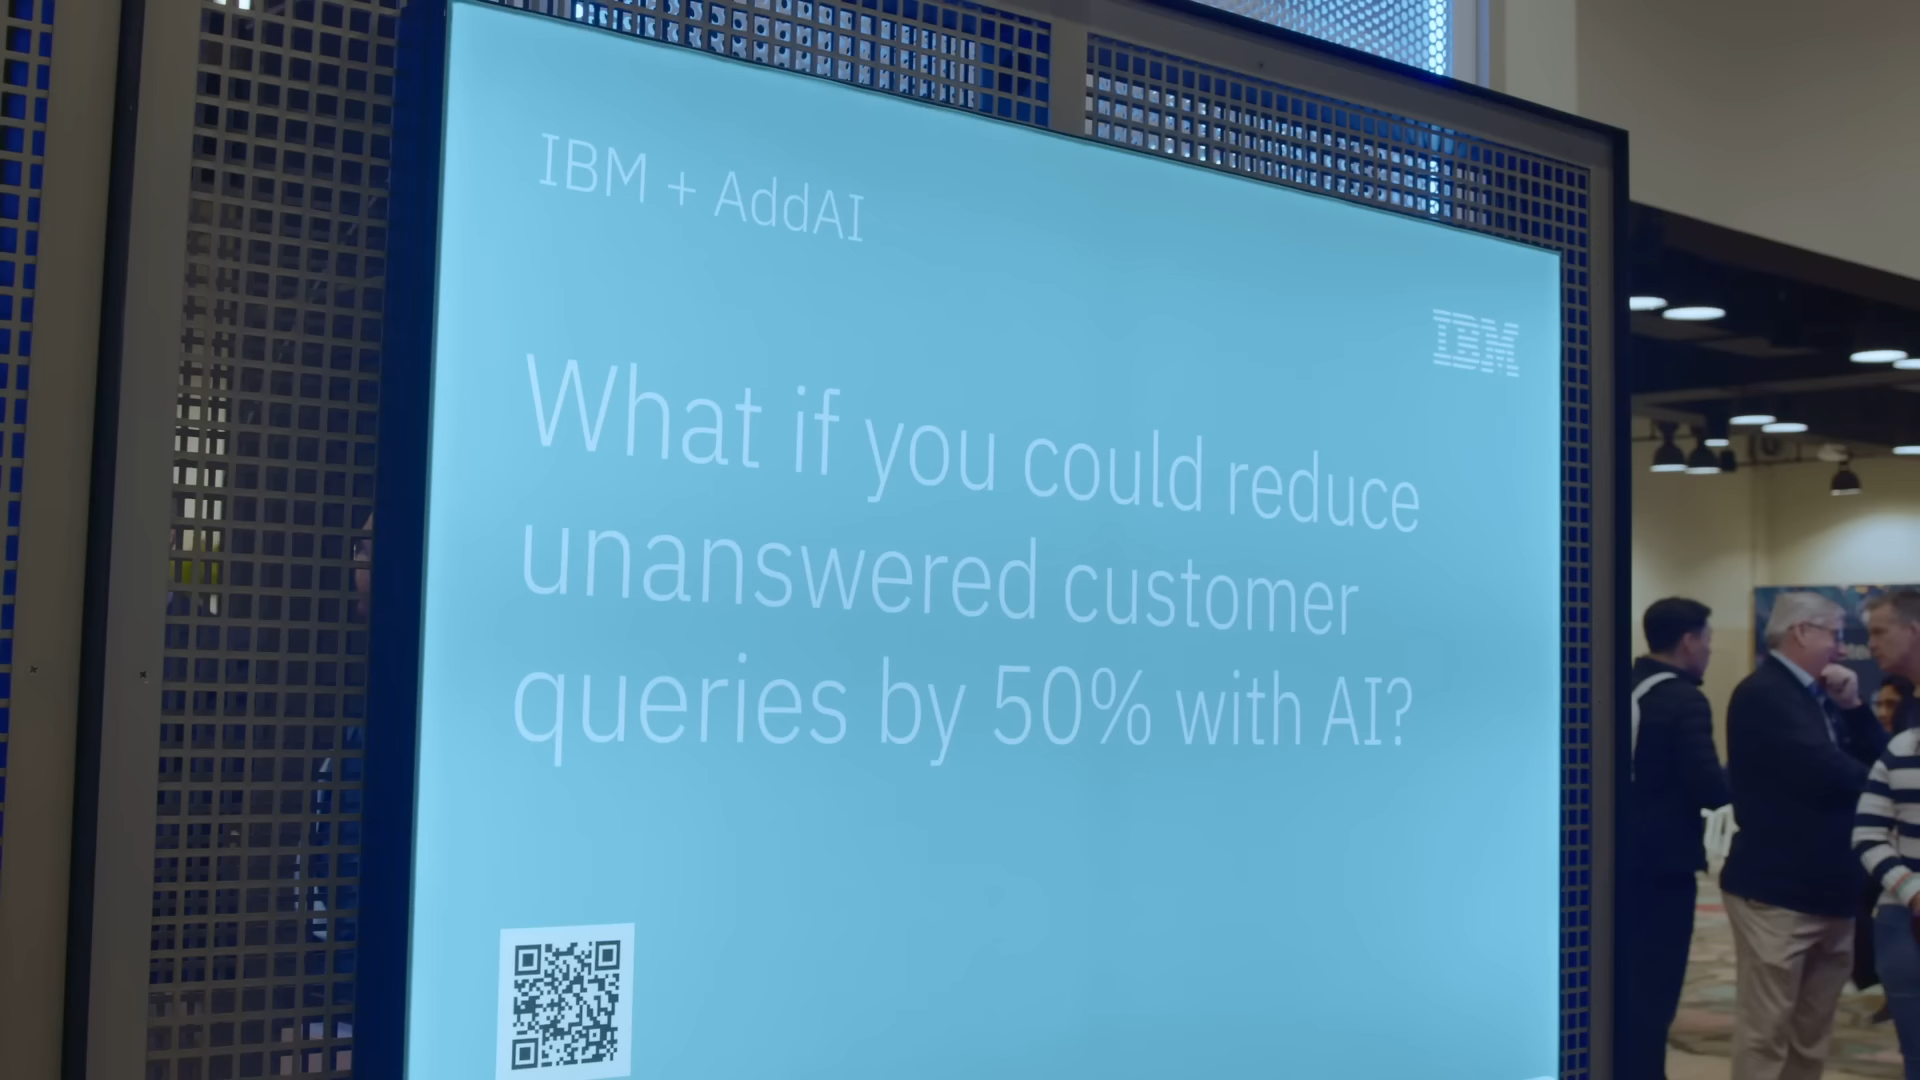 IBM + AddAI
IBM
What if you could reduce
unanswered customer
queries by 50% with AI?